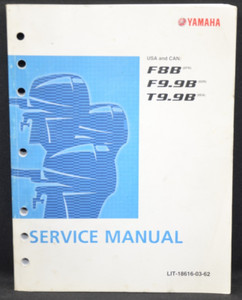 YAMAHA
USA and CAN
F8B
F9.9B
T9.9B
SERVICE MANUAL
LIT-18616-03-62